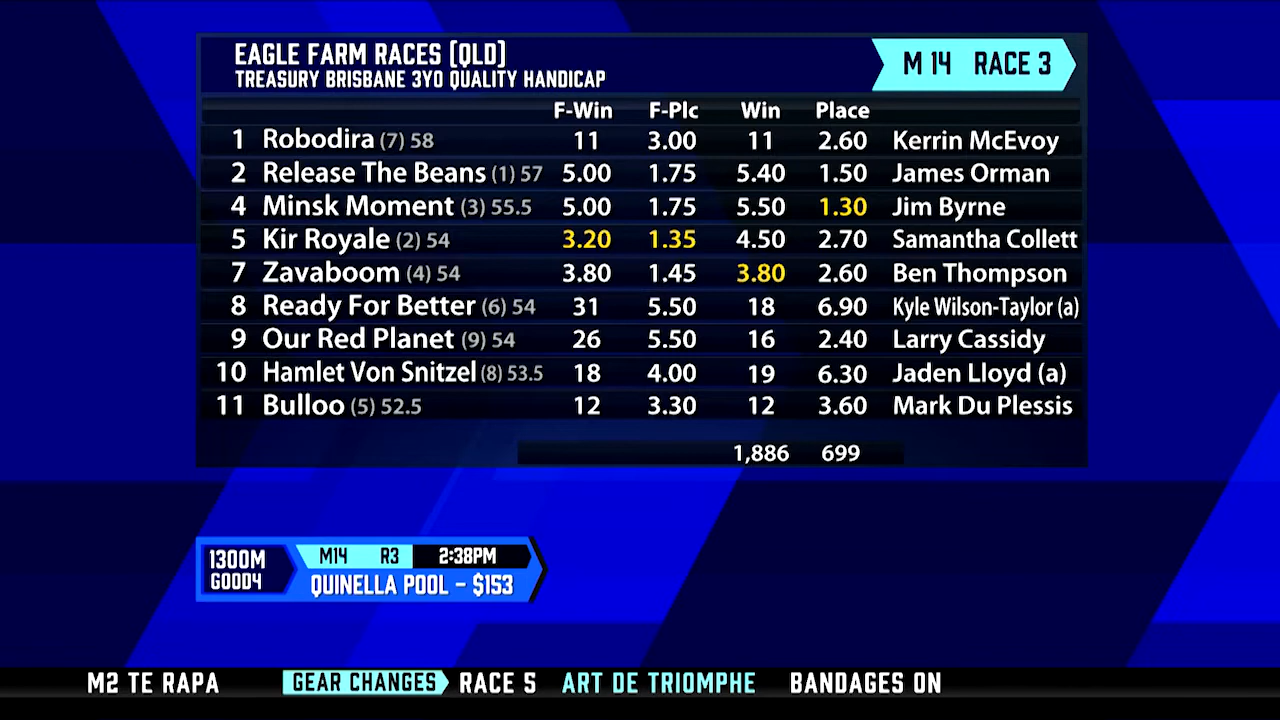 EAGLE FARM RACES [QLD]
TREASURY BRISBANE 3YO QUALITY HANDICAP
M 14 RACE 3
F-Win F-Plc Win Place
1 Robodira (7) 58 11 3.00 11 2.60 Kerrin McEvoy
2 Release The Beans (1) 57 5.00 1.75 5.40 1.50 James Orman
4 Minsk Moment (3) 55.5 5.00 1.75 5.50 1.30 Jim Byrne
5 Kir Royale (2) 54 3.20 1.35 4.50 2.70 Samantha Collett
7 Zavaboom (4) 54 3.80 1.45 3.80 2.60 Ben Thompson
8 Ready For Better (6) 54 31 5.50 18 6.90 Kyle Wilson-Taylor (a)
9 Our Red Planet (9) 54 26 5.50 16 2.40 Larry Cassidy
10 Hamlet Von Snitzel (8) 53.5 18 4.00 19 6.30 Jaden Lloyd (a)
11 Bulloo (5) 52.5 12 3.30 12 3.60 Mark Du Plessis
1,886 699
1300M
GOOD4
M14 R3 2:38PM
QUINELLA POOL - $153
M2 TE RAPA GEAR CHANGES RACE 5 ART DE TRIOMPHE BANDAGES ON